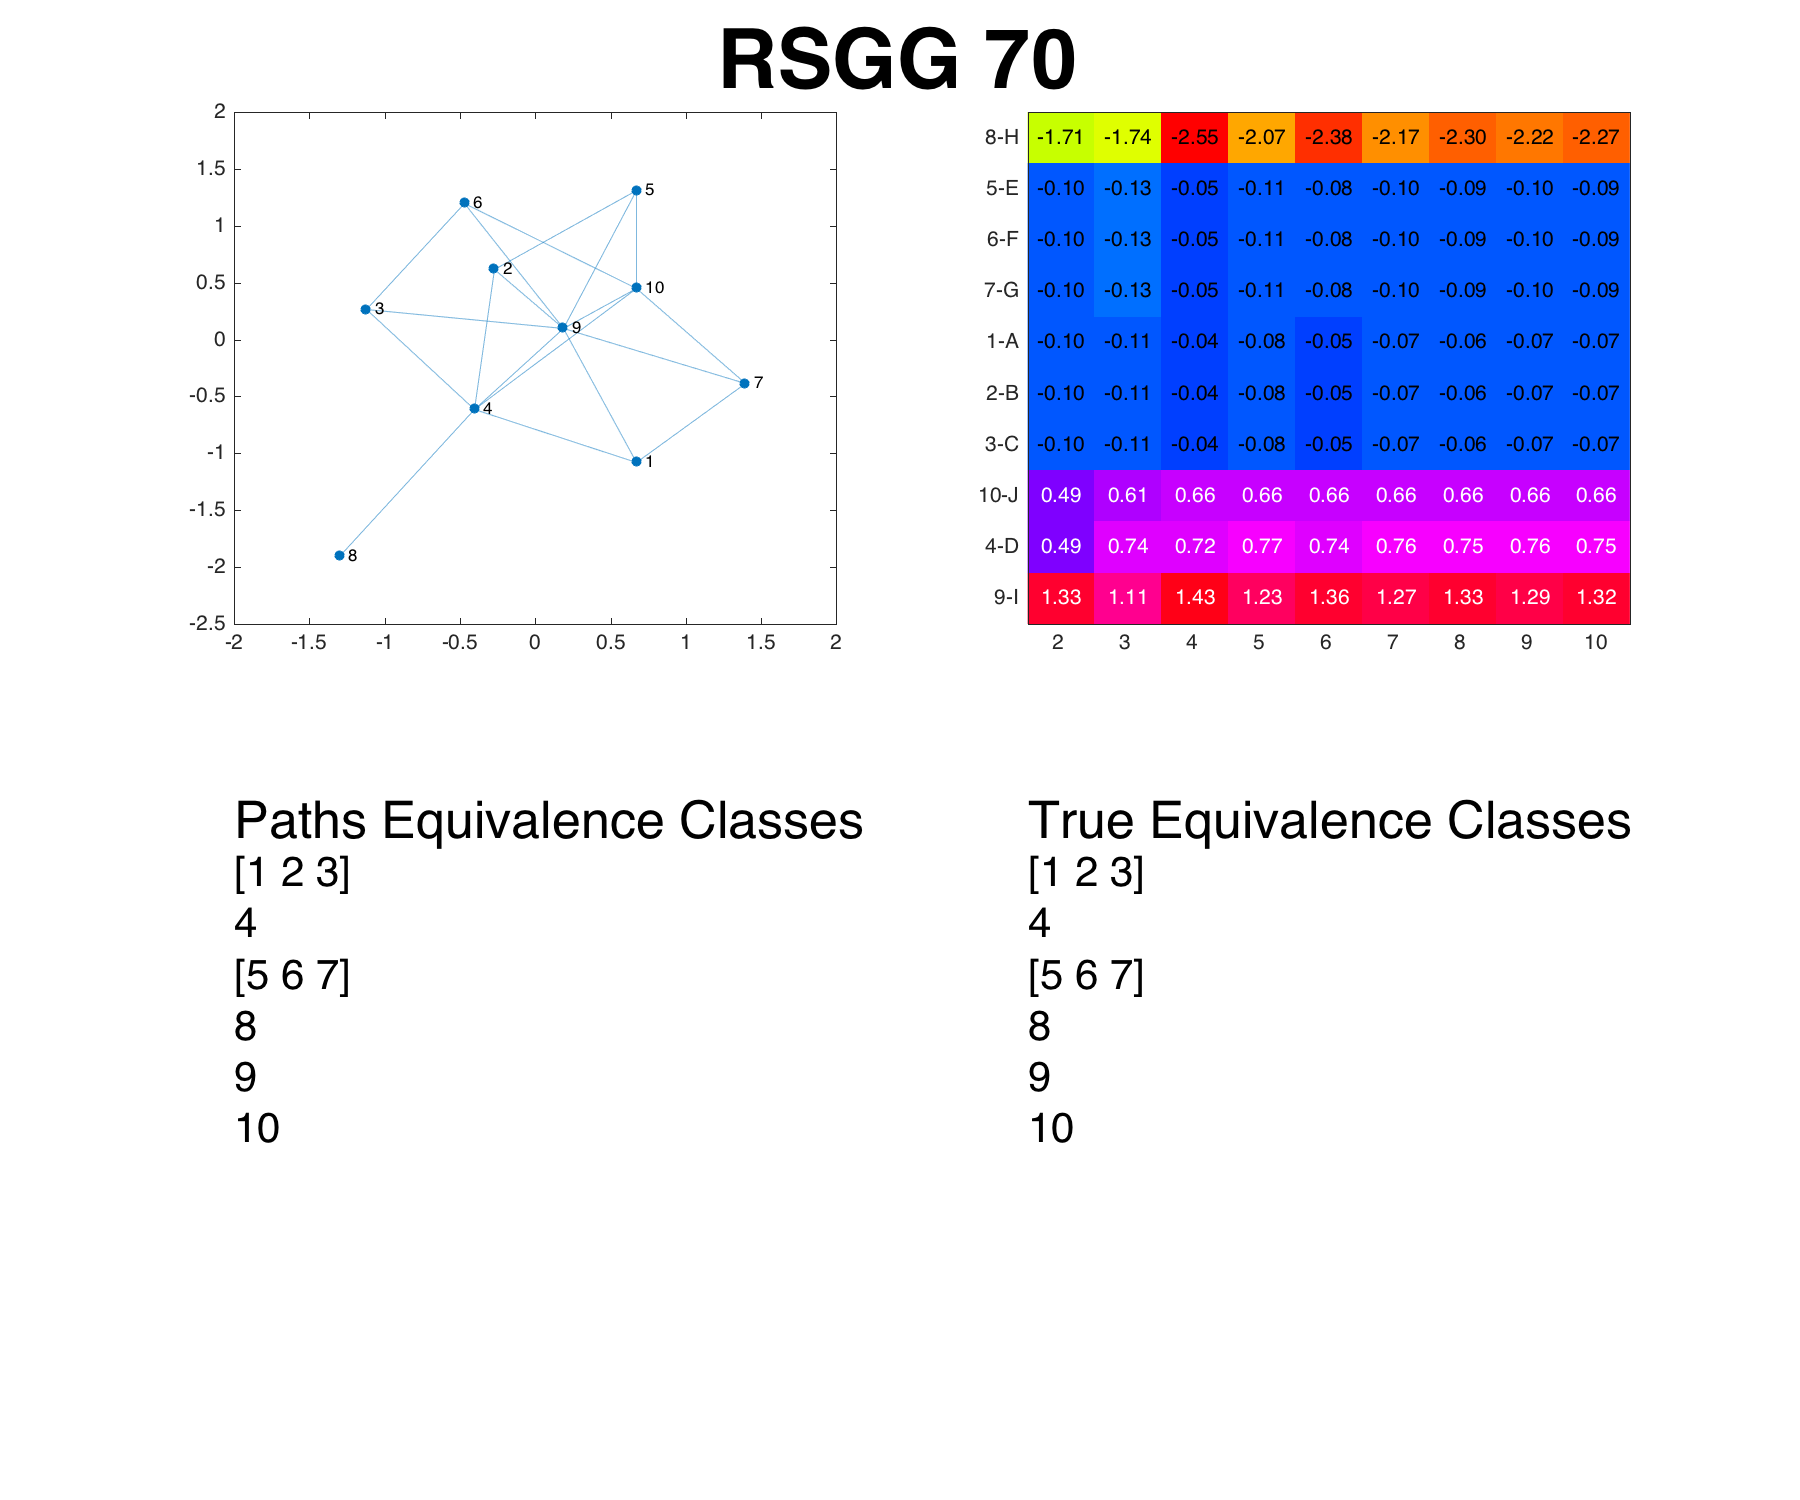 RSGG 70
2
1.5
1
0.5
0
-0.5
-1
-1.5
-2
-2.5
-2 -1.5 -1 -0.5 0 0.5 1 1.5 2
5
6
2
10
3
9
7
4
1
8
8-H -1.71 -1.74 -2.55 -2.07 -2.38 -2.17 -2.30 -2.22 -2.27
5-E -0.10 -0.13 -0.05 -0.11 -0.08 -0.10 -0.09 -0.10 -0.09
6-F -0.10 -0.13 -0.05 -0.11 -0.08 -0.10 -0.09 -0.10 -0.09
7-G -0.10 -0.13 -0.05 -0.11 -0.08 -0.10 -0.09 -0.10 -0.09
1-A -0.10 -0.11 -0.04 -0.08 -0.05 -0.07 -0.06 -0.07 -0.07
2-B -0.10 -0.11 -0.04 -0.08 -0.05 -0.07 -0.06 -0.07 -0.07
3-C -0.10 -0.11 -0.04 -0.08 -0.05 -0.07 -0.06 -0.07 -0.07
10-J 0.49 0.61 0.66 0.66 0.66 0.66 0.66 0.66 0.66
4-D 0.49 0.74 0.72 0.77 0.74 0.76 0.75 0.76 0.75
9-I 1.33 1.11 1.43 1.23 1.36 1.27 1.33 1.29 1.32
2 3 4 5 6 7 8 9 10
Paths Equivalence Classes
[1 2 3]
4
[5 6 7]
8
9
10
True Equivalence Classes
[1 2 3]
4
[5 6 7]
8
9
10